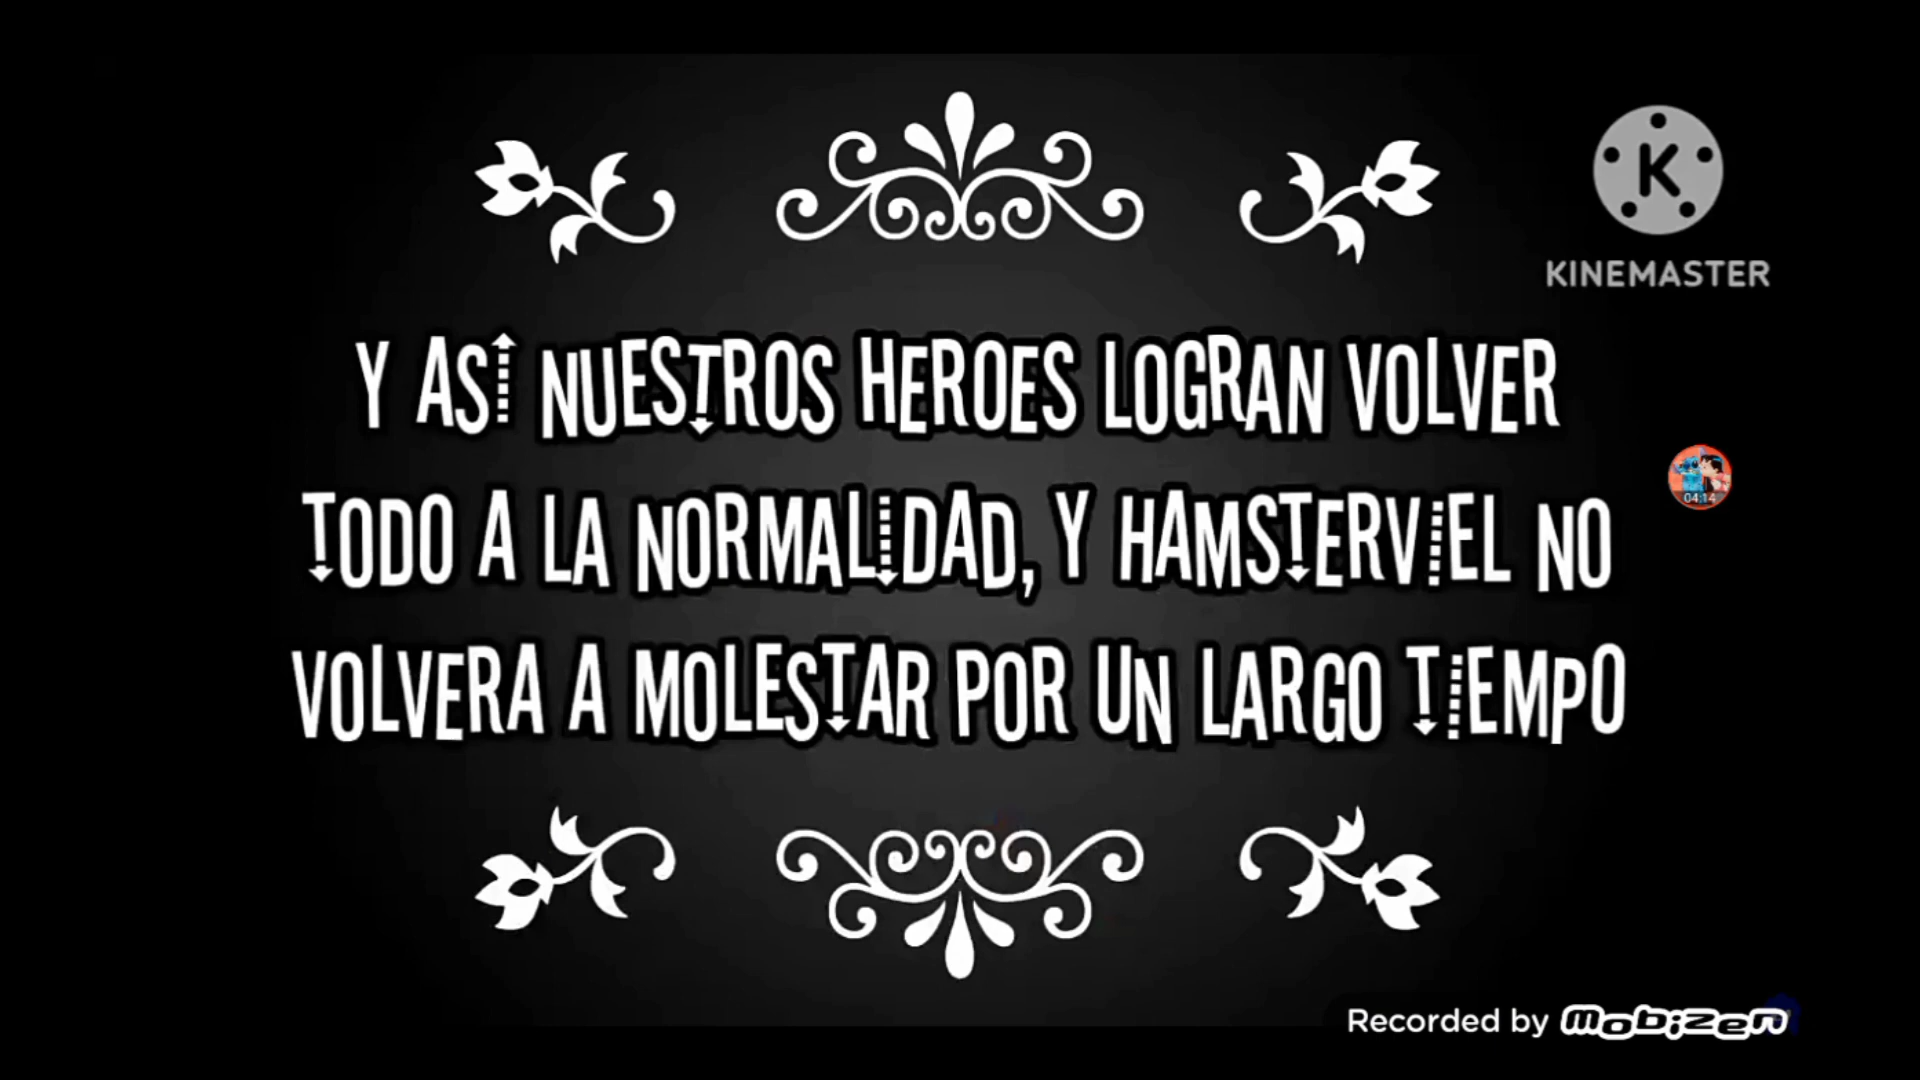 KINEMASTER
Y ASI NUESTROS HEROES LOGRAN VOLVER
TODO A LA NORMALIDAD, Y HAMSTERVIEL NO
04:14
VOLVERA A MOLESTAR POR UN LARGO TIEMPO
Recorded by mobizen